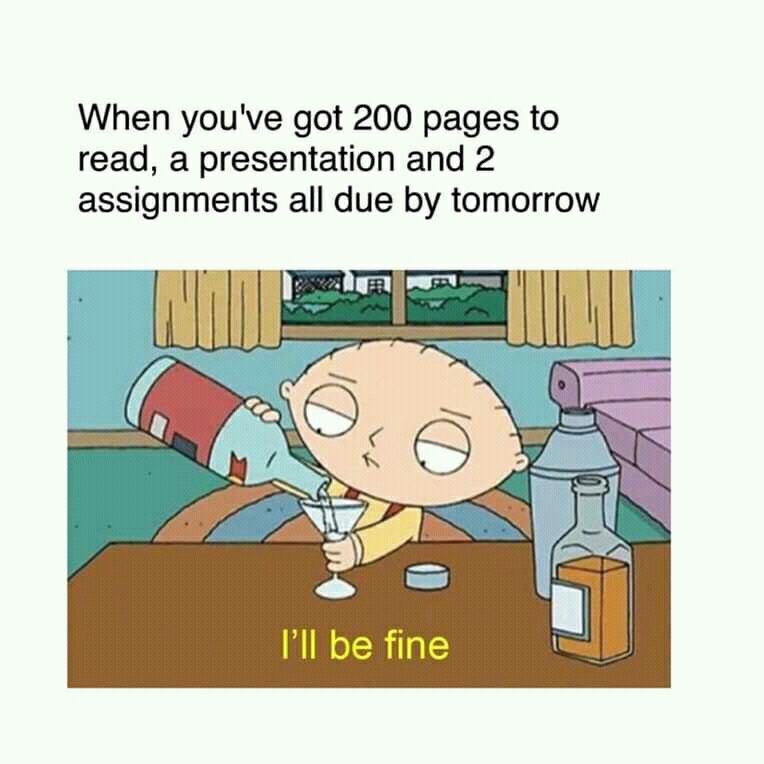 When you've got 200 pages to
read, a presentation and 2
assignments all due by tomorrow
I’ll be fine